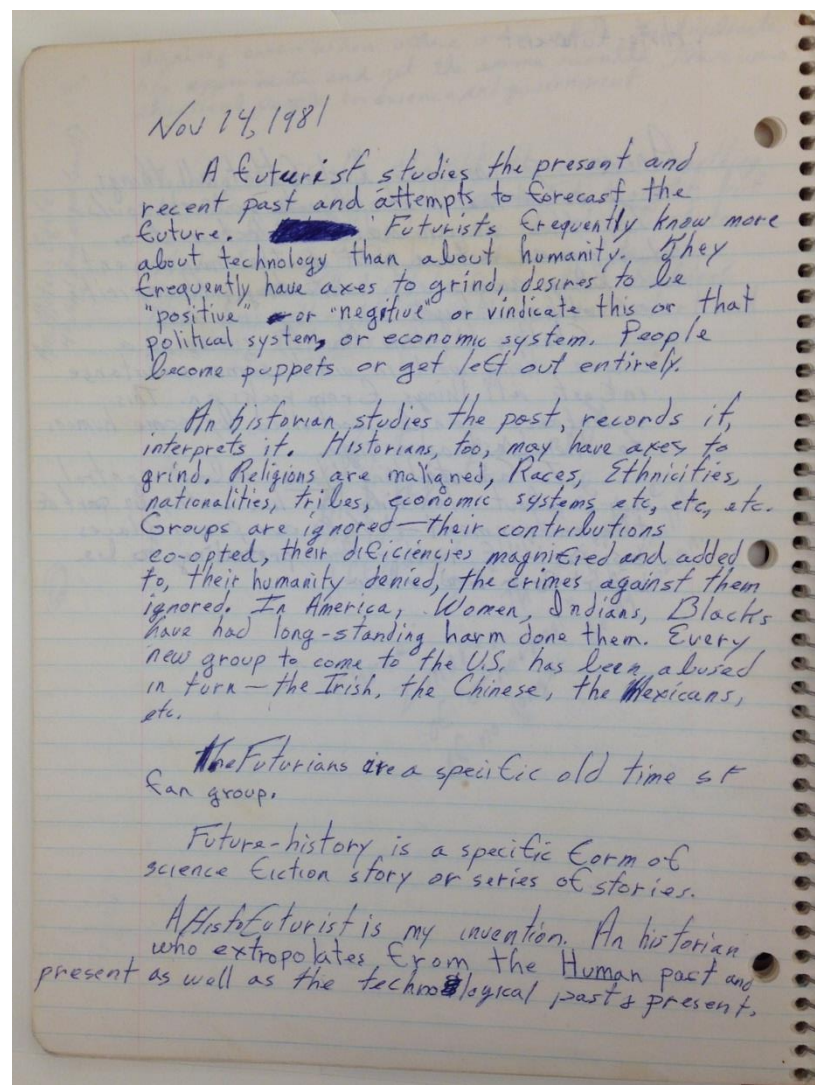 Nov 14, 1981
A futurist studies the present and
recent past and attempts to forecast the
future. Futurists frequently know more
about technology than about humanity. They
frequently have axes to grind, desires to be
"positive" or "negitive" or vindicate this or that
political system, or economic system. People
become puppets or get left out entirely.
An historian studies the past, records it,
interprets it. Historians, too, may have axes to
grind. Religions are maligned, Races, Ethnicities,
nationalities, tribes, economic systems etc, etc, etc.
Groups are ignored—their contributions
co-opted, their deficiencies magnified and added
to, their humanity denied, the crimes against them
ignored. In America, Women, Indians, Blacks
have had long-standing harm done them. Every
new group to come to the U.S. has been abused
in turn—the Irish, the Chinese, the Mexicans,
etc.
The Futurians are a specific old time SF
fan group.
Future-history is a specific form of
science fiction story or series of stories.
A HistoFuturist is my invention. An historian
who extropolates from the Human past and
present as well as the technological past & present.